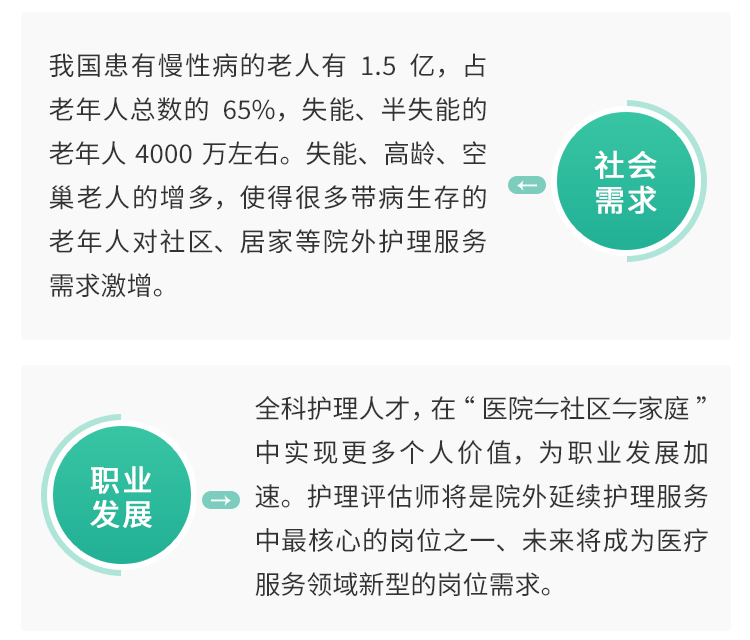 我国患有慢性病的老人有 1.5 亿，占
老年人总数的 65%，失能、半失能的
老年人 4000 万左右。失能、高龄、空
巢老人的增多，使得很多带病生存的
老年人对社区、居家等院外护理服务
需求激增。
社会
需求
职业
发展
全科护理人才，在“ 医院⇋社区⇋家庭 ”
中实现更多个人价值，为职业发展加
速。护理评估师将是院外延续护理服务
中最核心的岗位之一、未来将成为医疗
服务领域新型的岗位需求。